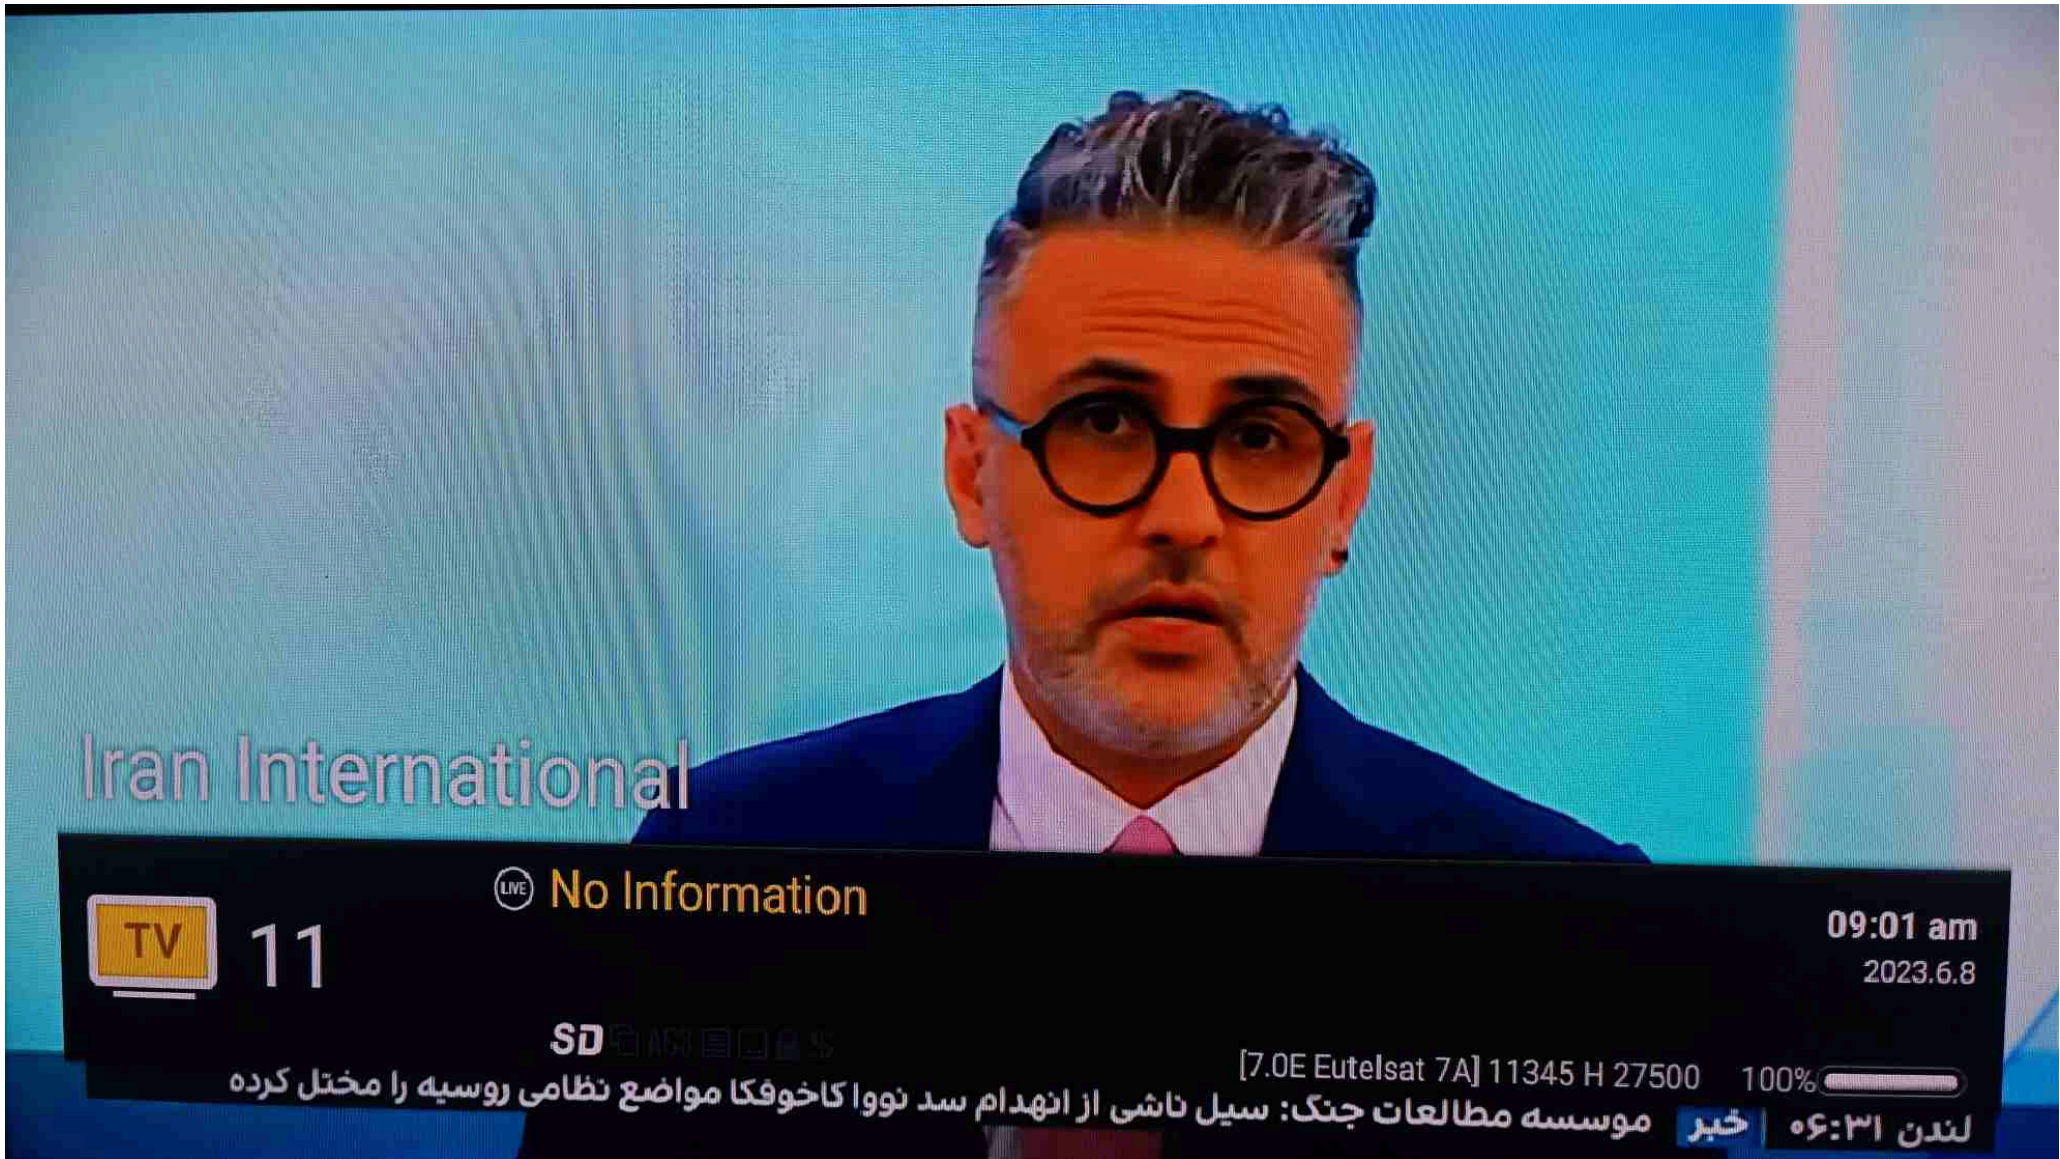 Iran International
LIVE No Information
TV 11
09:01 am
2023.6.8
SD
[7.0E Eutelsat 7A] 11345 H 27500 100%
موسسه مطالعات جنگ: سیل ناشی از انهدام سد نووا کاخوفکا مواضع نظامی روسیه را مختل کرده
خبر
لندن ۰۶:۳۱